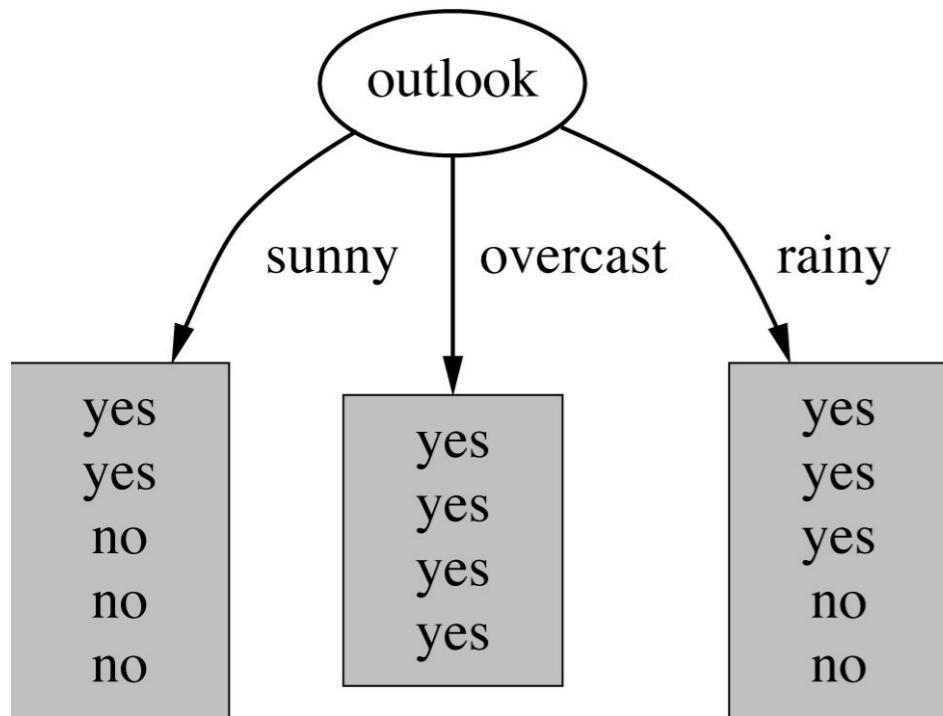 outlook
sunny overcast rainy
yes
yes
no
no
no
yes
yes
yes
yes
yes
yes
yes
no
no